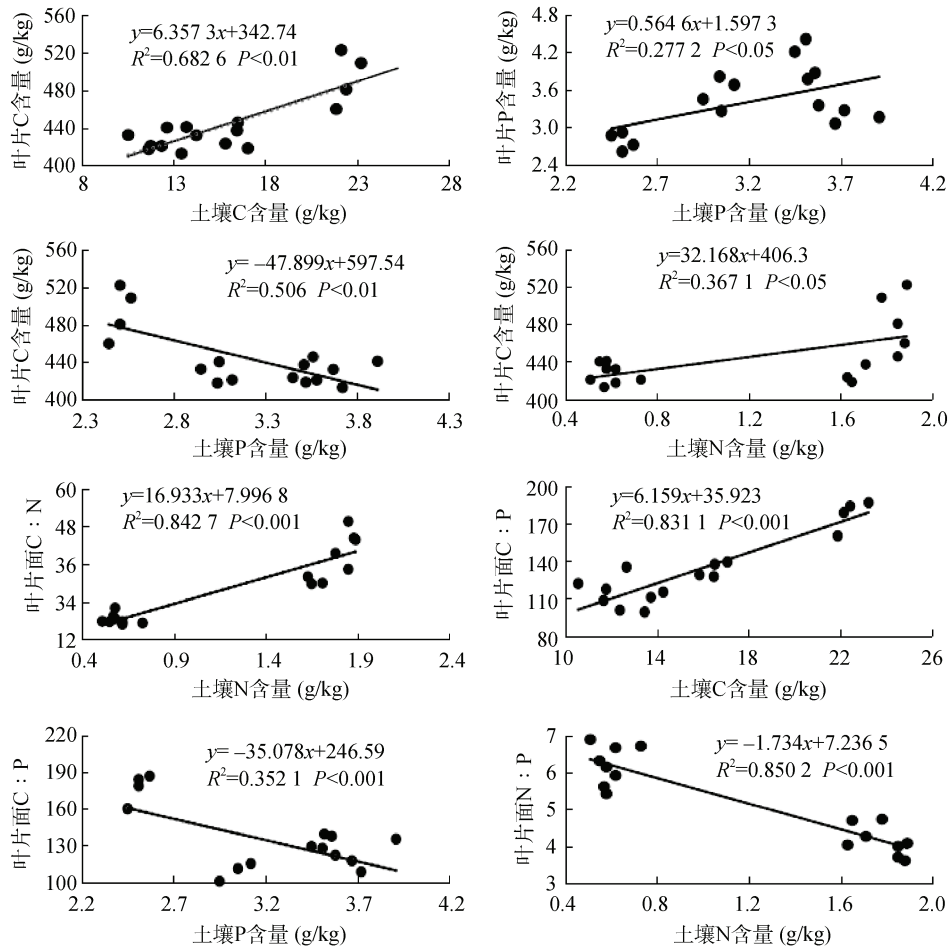 叶片C含量 (g/kg)
560
520
480
440
400
y=6.357 3x+342.74
R²=0.682 6 P<0.01
8 13 18 23 28
土壤C含量 (g/kg)
叶片P含量 (g/kg)
4.8
4.2
3.6
3.0
2.4
y=0.564 6x+1.597 3
R²=0.277 2 P<0.05
2.2 2.7 3.2 3.7 4.2
土壤P含量 (g/kg)
叶片C含量 (g/kg)
560
520
480
440
400
y= –47.899x+597.54
R²=0.506 P<0.01
2.3 2.8 3.3 3.8 4.3
土壤P含量 (g/kg)
叶片C含量 (g/kg)
560
520
480
440
400
y=32.168x+406.3
R²=0.367 1 P<0.05
0.4 0.8 1.2 1.6 2.0
土壤N含量 (g/kg)
叶片面C：N
60
48
36
34
12
y=16.933x+7.996 8
R²=0.842 7 P<0.001
0.4 0.9 1.4 1.9 2.4
土壤N含量 (g/kg)
叶片面C：P
200
170
140
110
80
y=6.159x+35.923
R²=0.831 1 P<0.001
10 14 18 22 26
土壤C含量 (g/kg)
叶片面C：P
220
190
160
130
100
y= –35.078x+246.59
R²=0.352 1 P<0.001
2.2 2.7 3.2 3.7 4.2
土壤P含量 (g/kg)
叶片面N：P
7
6
5
4
3
y= –1.734x+7.236 5
R²=0.850 2 P<0.001
0.4 0.8 1.2 1.6 2.0
土壤N含量 (g/kg)